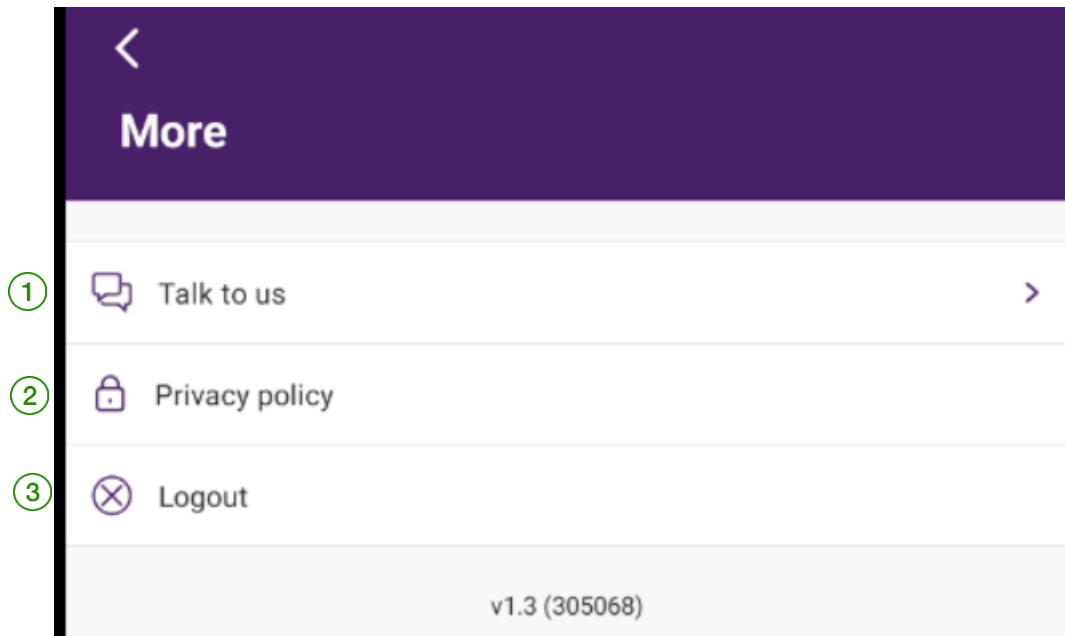 More
1 Talk to us
2 Privacy policy
3 Logout
v1.3 (305068)